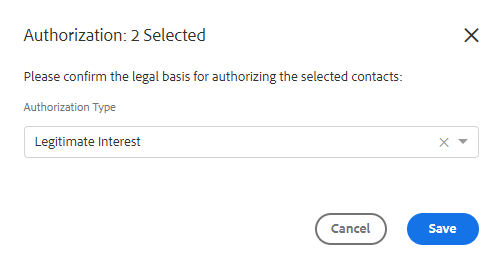 Authorization: 2 Selected
Please confirm the legal basis for authorizing the selected contacts:
Authorization Type
Legitimate Interest
Cancel
Save